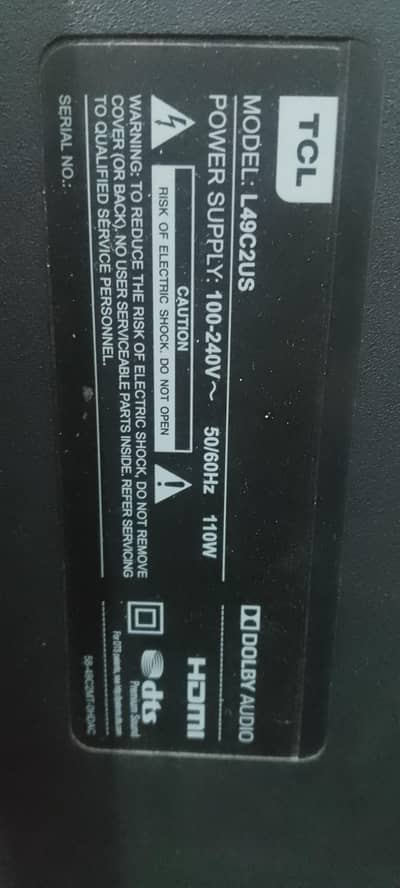 TCL
MODEL: L49C2US
POWER SUPPLY: 100-240V～ 50/60Hz 110W
CAUTION
RISK OF ELECTRIC SHOCK. DO NOT OPEN
WARNING: TO REDUCE THE RISK OF ELECTRIC SHOCK, DO NOT REMOVE
COVER (OR BACK). NO USER SERVICEABLE PARTS INSIDE. REFER SERVICING
TO QUALIFIED SERVICE PERSONNEL.
SERIAL NO.:
DOLBY AUDIO
HDMI
dts
Premium Sound